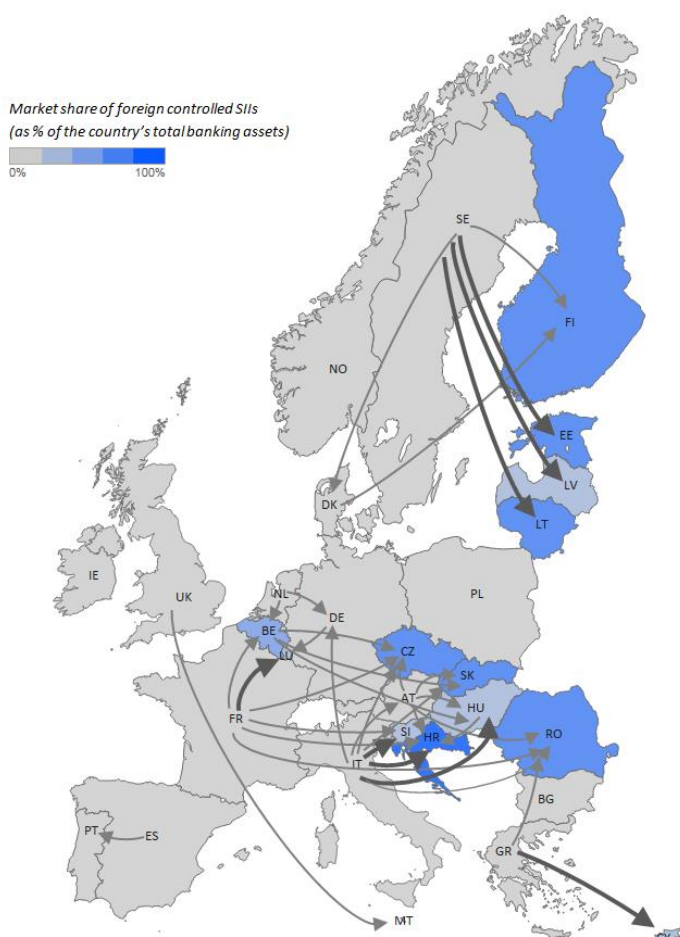 Market share of foreign controlled SIIs
(as % of the country's total banking assets)
0% 100%
SE
FI
NO
EE
LV
DK
LT
IE
UK
NL
PL
DE
BE
CZ
LU
SK
AT
HU
FR
SI
HR
RO
IT
BG
PT
ES
GR
MT